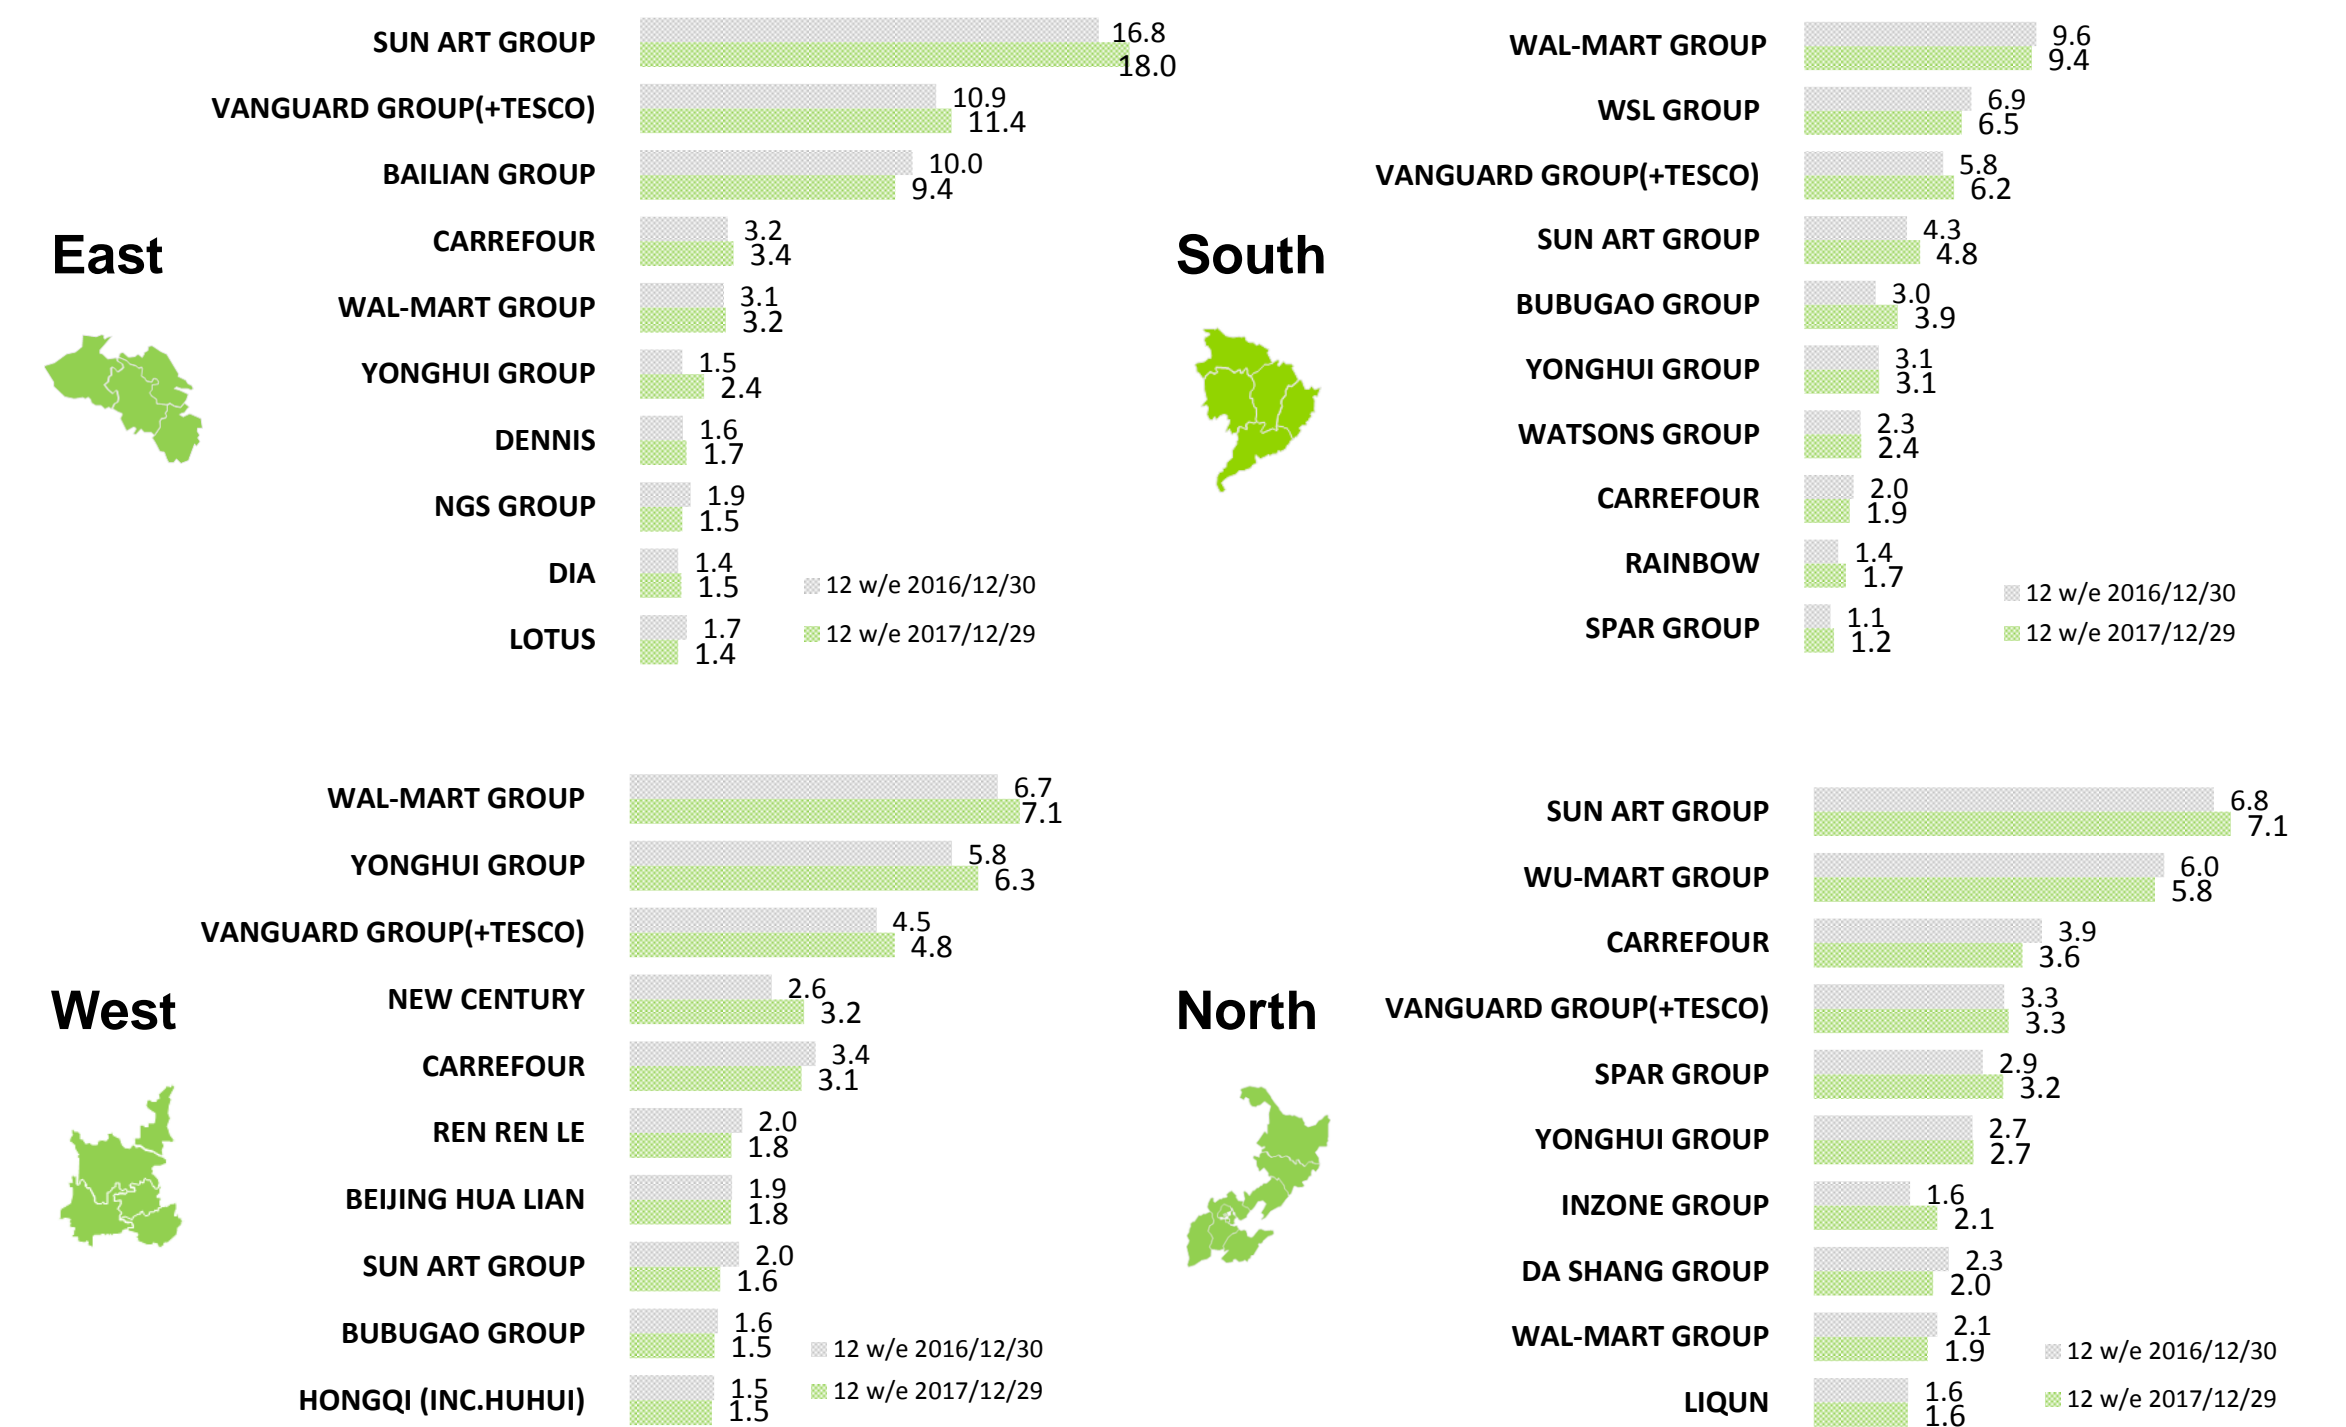 East
SUN ART GROUP
16.8
18.0
VANGUARD GROUP(+TESCO)
10.9
11.4
BAILIAN GROUP
10.0
9.4
CARREFOUR
3.2
3.4
WAL-MART GROUP
3.1
3.2
YONGHUI GROUP
1.5
2.4
DENNIS
1.6
1.7
NGS GROUP
1.9
1.5
DIA
1.4
1.5
LOTUS
1.7
1.4
12 w/e 2016/12/30
12 w/e 2017/12/29
South
WAL-MART GROUP
9.6
9.4
WSL GROUP
6.9
6.5
VANGUARD GROUP(+TESCO)
5.8
6.2
SUN ART GROUP
4.3
4.8
BUBUGAO GROUP
3.0
3.9
YONGHUI GROUP
3.1
3.1
WATSONS GROUP
2.3
2.4
CARREFOUR
2.0
1.9
RAINBOW
1.4
1.7
SPAR GROUP
1.1
1.2
12 w/e 2016/12/30
12 w/e 2017/12/29
West
WAL-MART GROUP
6.7
7.1
YONGHUI GROUP
5.8
6.3
VANGUARD GROUP(+TESCO)
4.5
4.8
NEW CENTURY
2.6
3.2
CARREFOUR
3.4
3.1
REN REN LE
2.0
1.8
BEIJING HUA LIAN
1.9
1.8
SUN ART GROUP
2.0
1.6
BUBUGAO GROUP
1.6
1.5
HONGQI (INC.HUHUI)
1.5
1.5
12 w/e 2016/12/30
12 w/e 2017/12/29
North
SUN ART GROUP
6.8
7.1
WU-MART GROUP
6.0
5.8
CARREFOUR
3.9
3.6
VANGUARD GROUP(+TESCO)
3.3
3.3
SPAR GROUP
2.9
3.2
YONGHUI GROUP
2.7
2.7
INZONE GROUP
1.6
2.1
DA SHANG GROUP
2.3
2.0
WAL-MART GROUP
2.1
1.9
LIQUN
1.6
1.6
12 w/e 2016/12/30
12 w/e 2017/12/29